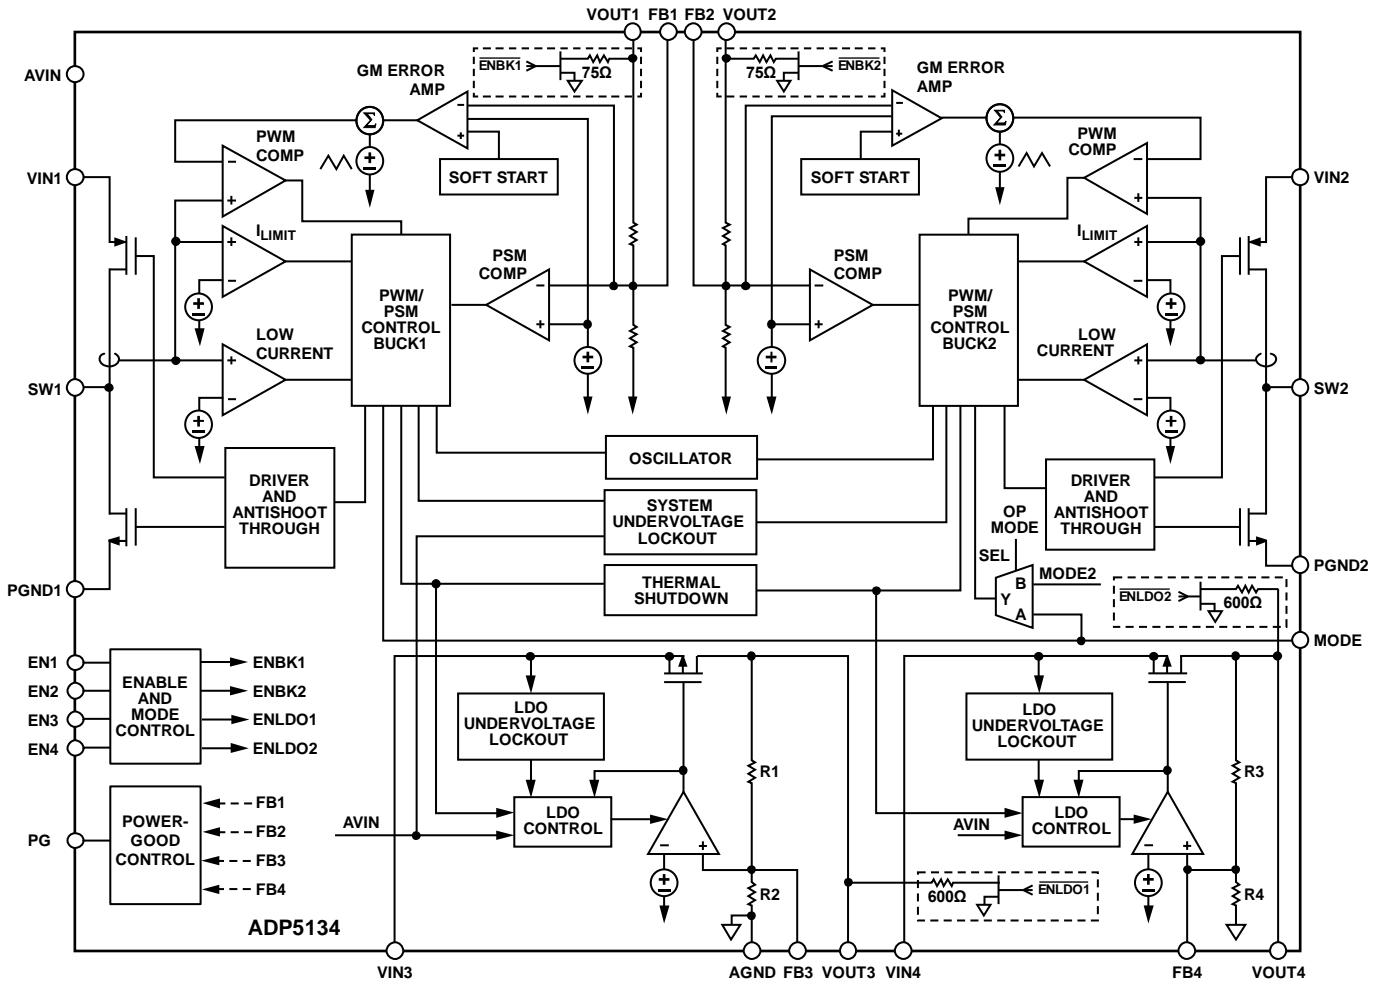 VOUT1 FB1 FB2 VOUT2
AVIN
ENBK1
75Ω
75Ω
ENBK2
GM ERROR
AMP
GM ERROR
AMP
Σ
Σ
PWM
COMP
PWM
COMP
SOFT START
SOFT START
VIN1
VIN2
ILIMIT
ILIMIT
PSM
COMP
PSM
COMP
PWM/
PSM
CONTROL
BUCK1
PWM/
PSM
CONTROL
BUCK2
LOW
CURRENT
LOW
CURRENT
SW1
SW2
OSCILLATOR
DRIVER
AND
ANTISHOOT
THROUGH
SYSTEM
UNDERVOLTAGE
LOCKOUT
DRIVER
AND
ANTISHOOT
THROUGH
OP
MODE
SEL
B
Y
A
MODE2
PGND1
PGND2
THERMAL
SHUTDOWN
ENLDO2
600Ω
MODE
EN1
EN2
EN3
EN4
ENABLE
AND
MODE
CONTROL
ENBK1
ENBK2
ENLDO1
ENLDO2
LDO
UNDERVOLTAGE
LOCKOUT
LDO
UNDERVOLTAGE
LOCKOUT
R1
R3
PG
POWER-
GOOD
CONTROL
FB1
FB2
FB3
FB4
AVIN
LDO
CONTROL
AVIN
LDO
CONTROL
R2
600Ω
ENLDO1
R4
ADP5134
VIN3 AGND FB3 VOUT3 VIN4 FB4 VOUT4